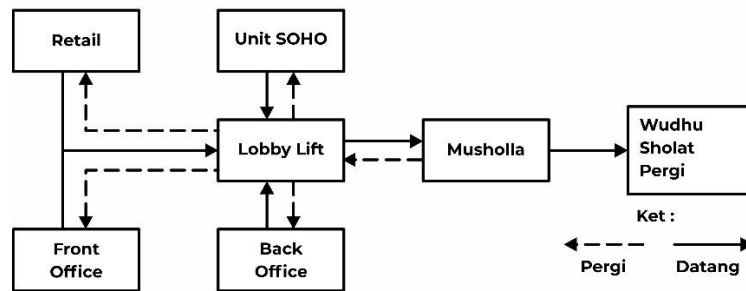 Retail
Unit SOHO
Lobby Lift
Musholla
Wudhu
Sholat
Pergi
Front
Office
Back
Office
Ket :
Pergi
Datang